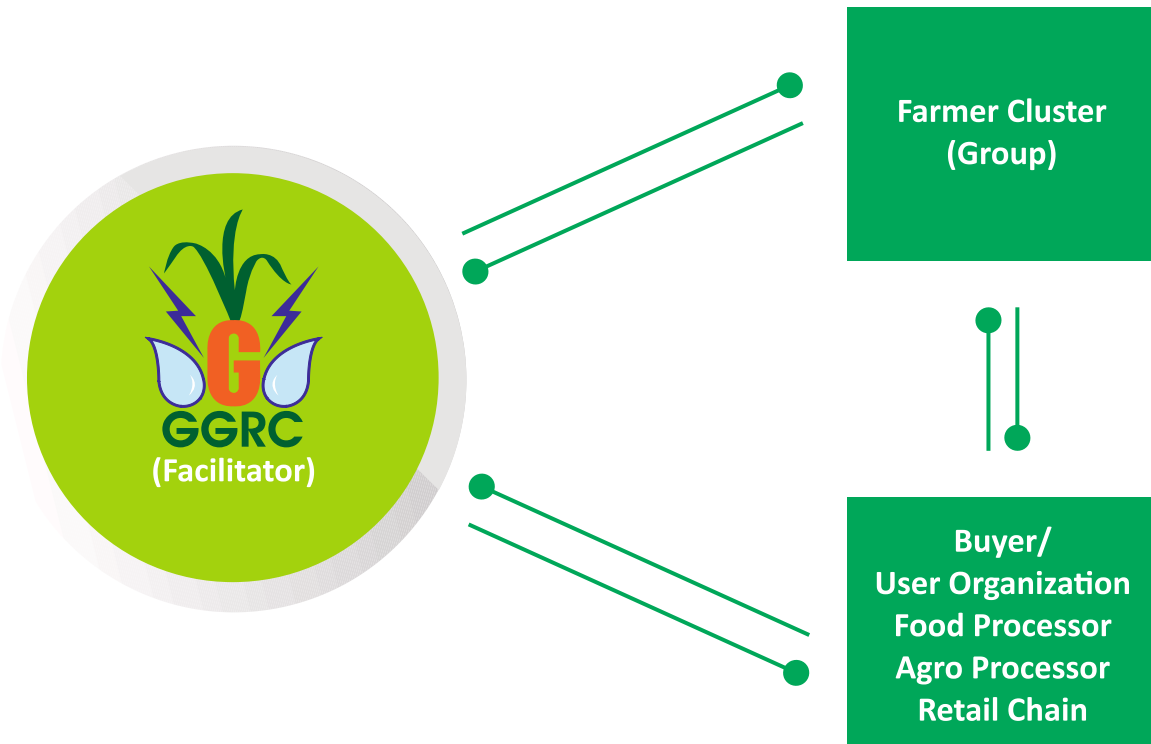 G
GGRC
(Facilitator)
Farmer Cluster
(Group)
Buyer/
User Organization
Food Processor
Agro Processor
Retail Chain